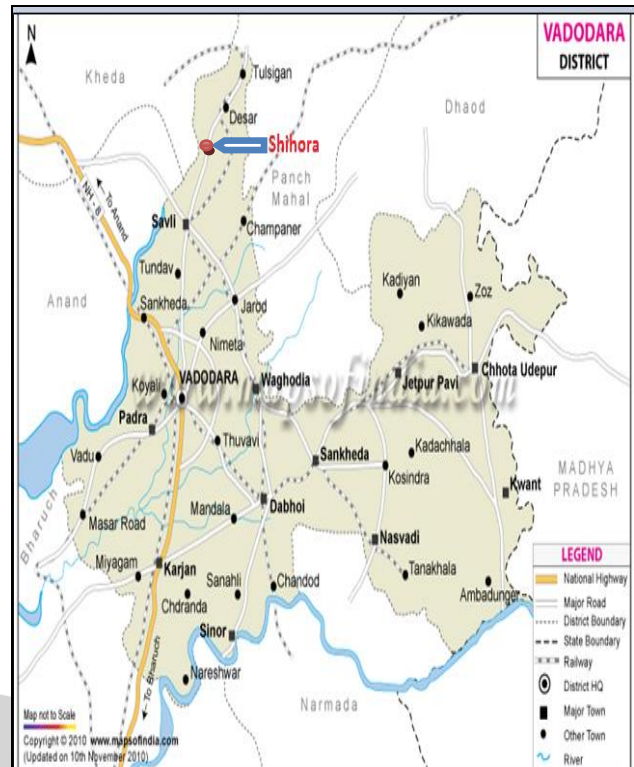 VADODARA
DISTRICT
N
Kheda
Tulsigan
Desar
Dhaod
Shihora
Panch
Mahal
NH - 8
To Anand
Savli
Champaner
Tundav
Kadiyan
Zoz
Anand
Sankheda
Jarod
Kikawada
Nimeta
www.mapsofindia.com
Chhota Udepur
VADODARA
Waghodia
Jetpur Pavi
Koyali
Padra
Thuvavi
Sankheda
Kadachhala
Vadu
Kosindra
MADHYA
PRADESH
Kwant
Bharuch
Masar Road
Mandala
Dabhoi
Nasvadi
Miyagam
Karjan
Sanahli
Chandod
Tanakhala
Ambadunger
Chdranda
Sinor
Nareshwar
To Bharuch
Narmada
LEGEND
National Highway
Major Road
District Boundary
State Boundary
Railway
District HQ
Major Town
Other Town
River
Map not to Scale
Copyright © 2010 www.mapsofindia.com
(Updated on 10th November 2010)